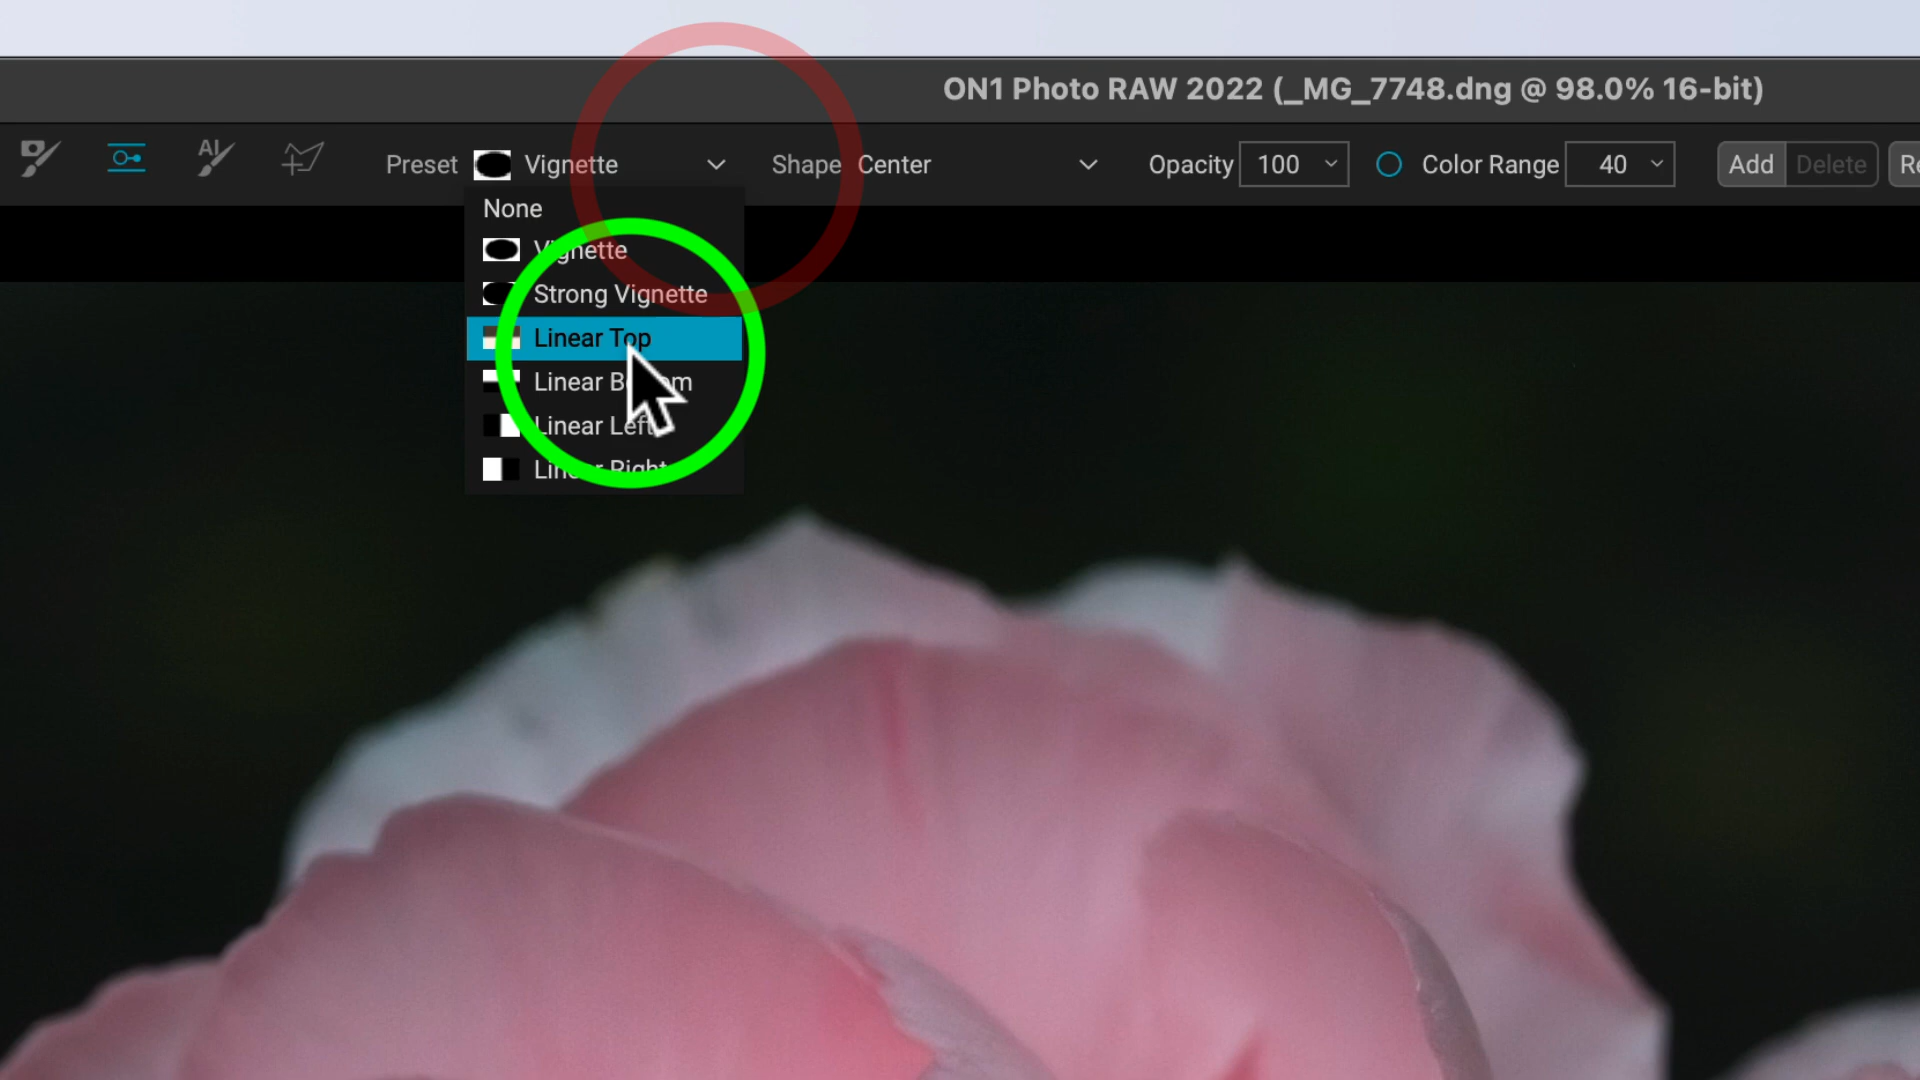 ON1 Photo RAW 2022 (_MG_7748.dng @ 98.0% 16-bit)
AI Preset Vignette Shape Center Opacity 100 Color Range 40 Add Delete
None
Vignette
Strong Vignette
Linear Top
Linear Bottom
Linear Left
Linear Right